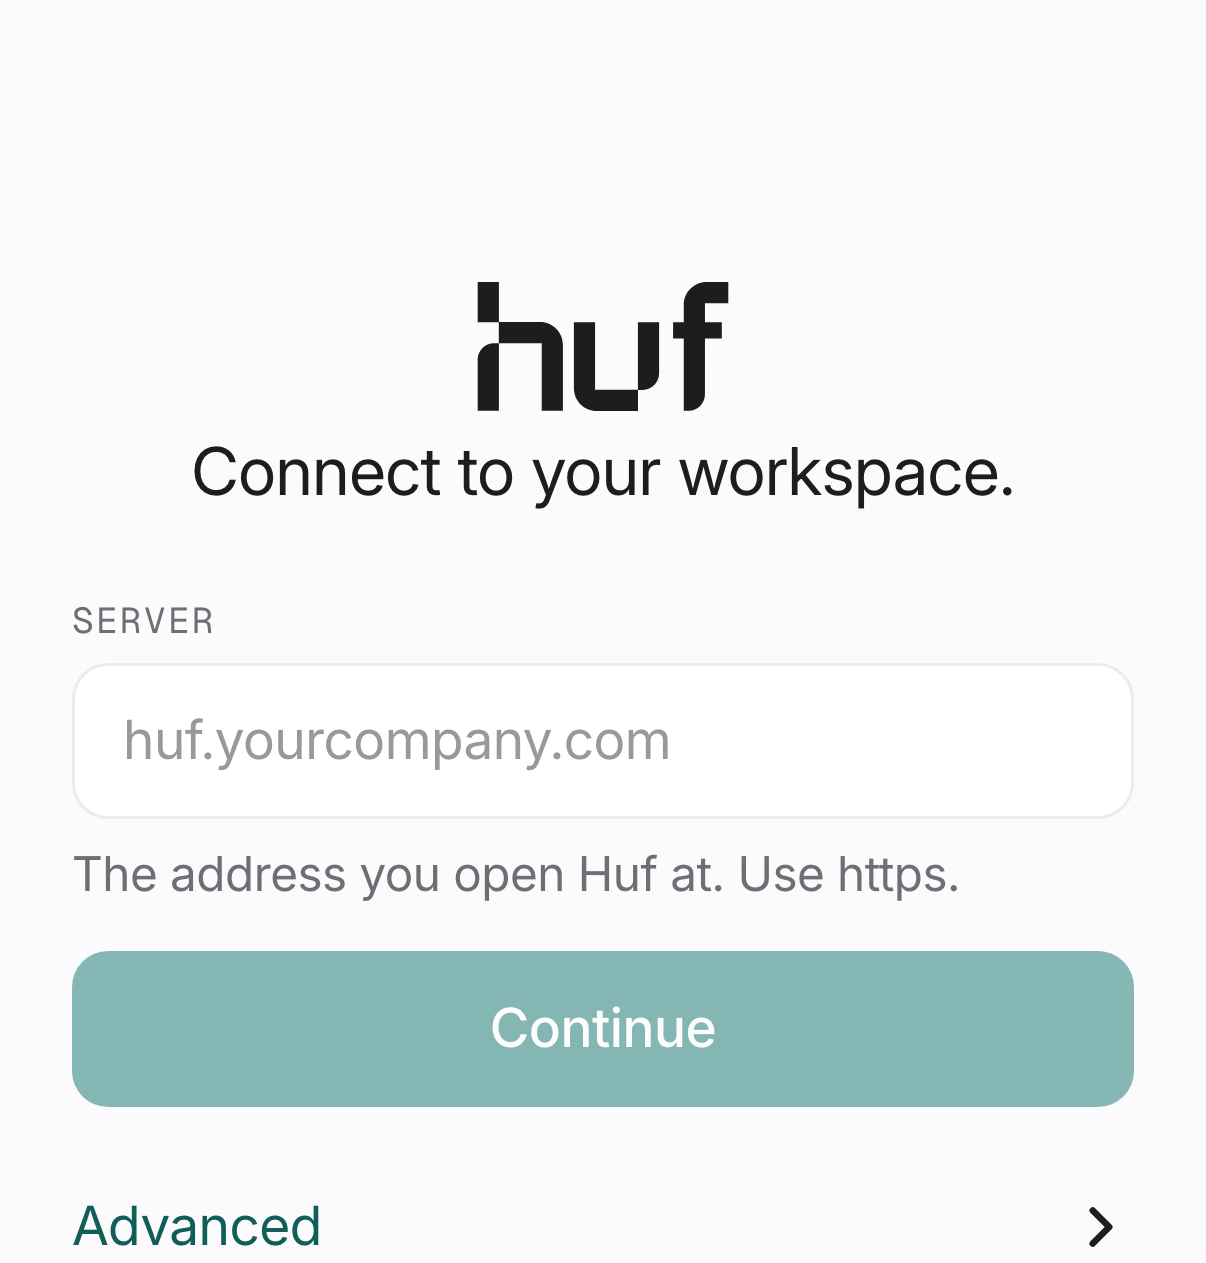 huf
Connect to your workspace.
SERVER
huf.yourcompany.com
The address you open Huf at. Use https.
Continue
Advanced